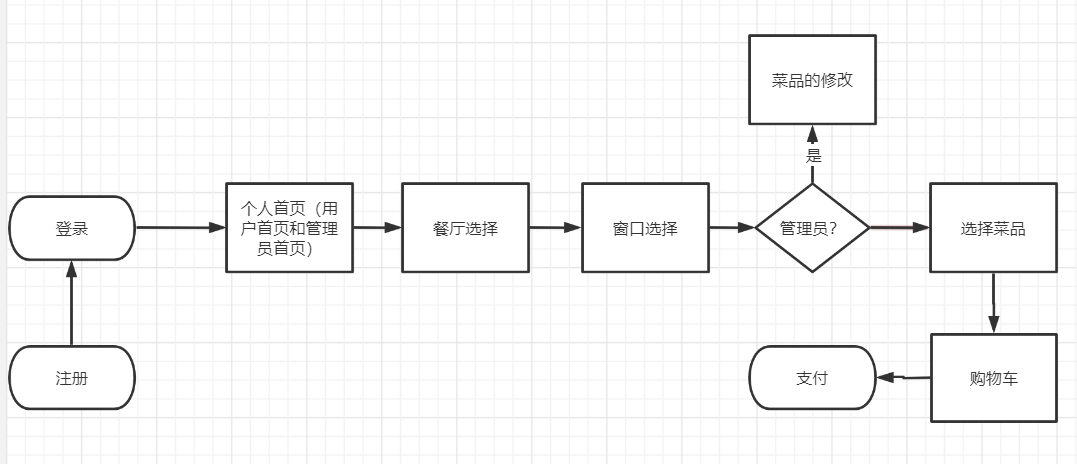 菜品的修改
是
登录
个人首页（用
户首页和管理
员首页）
餐厅选择
窗口选择
管理员？
选择菜品
注册
支付
购物车